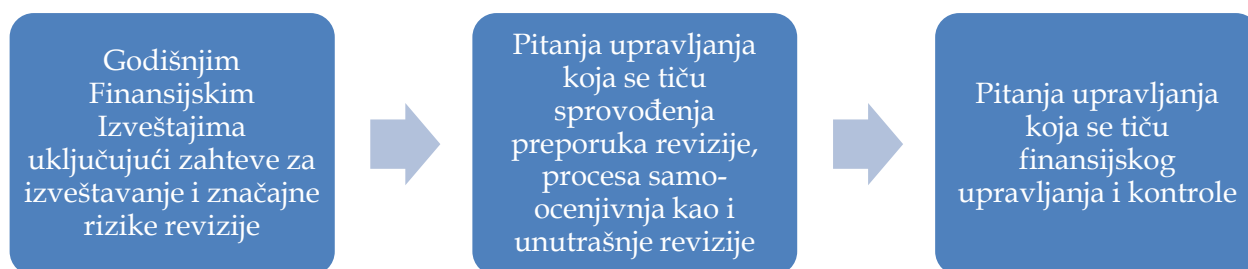 Godišnjim
Finansijskim
Izveštajima
uključujući zahteve za
izveštavanje i značajne
rizike revizije
Pitanja upravljanja
koja se tiču
sprovođenja
preporuka revizije,
procesa samo-
ocenjivnja kao i
unutrašnje revizije
Pitanja upravljanja
koja se tiču
finansijskog
upravljanja i kontrole